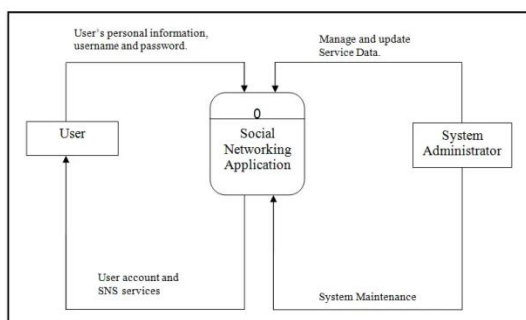 User's personal information,
username and password.
Manage and update
Service Data.
0
User
Social
Networking
Application
System
Administrator
User account and
SNS services
System Maintenance